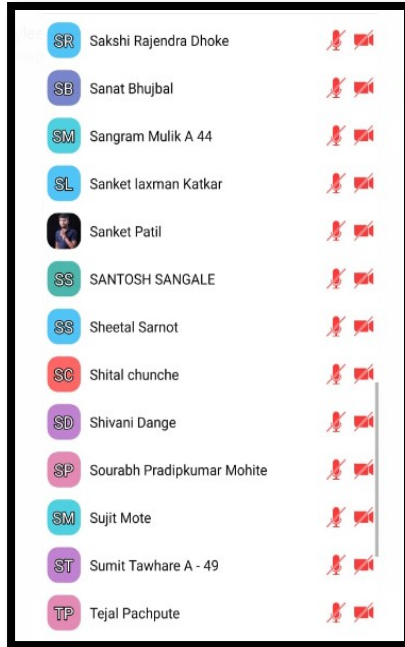 SR Sakshi Rajendra Dhoke
SB Sanat Bhujbal
SM Sangram Mulik A 44
SL Sanket laxman Katkar
Sanket Patil
SS SANTOSH SANGALE
SS Sheetal Sarnot
SC Shital chunche
SD Shivani Dange
SP Sourabh Pradipkumar Mohite
SM Sujit Mote
ST Sumit Tawhare A - 49
TP Tejal Pachpute